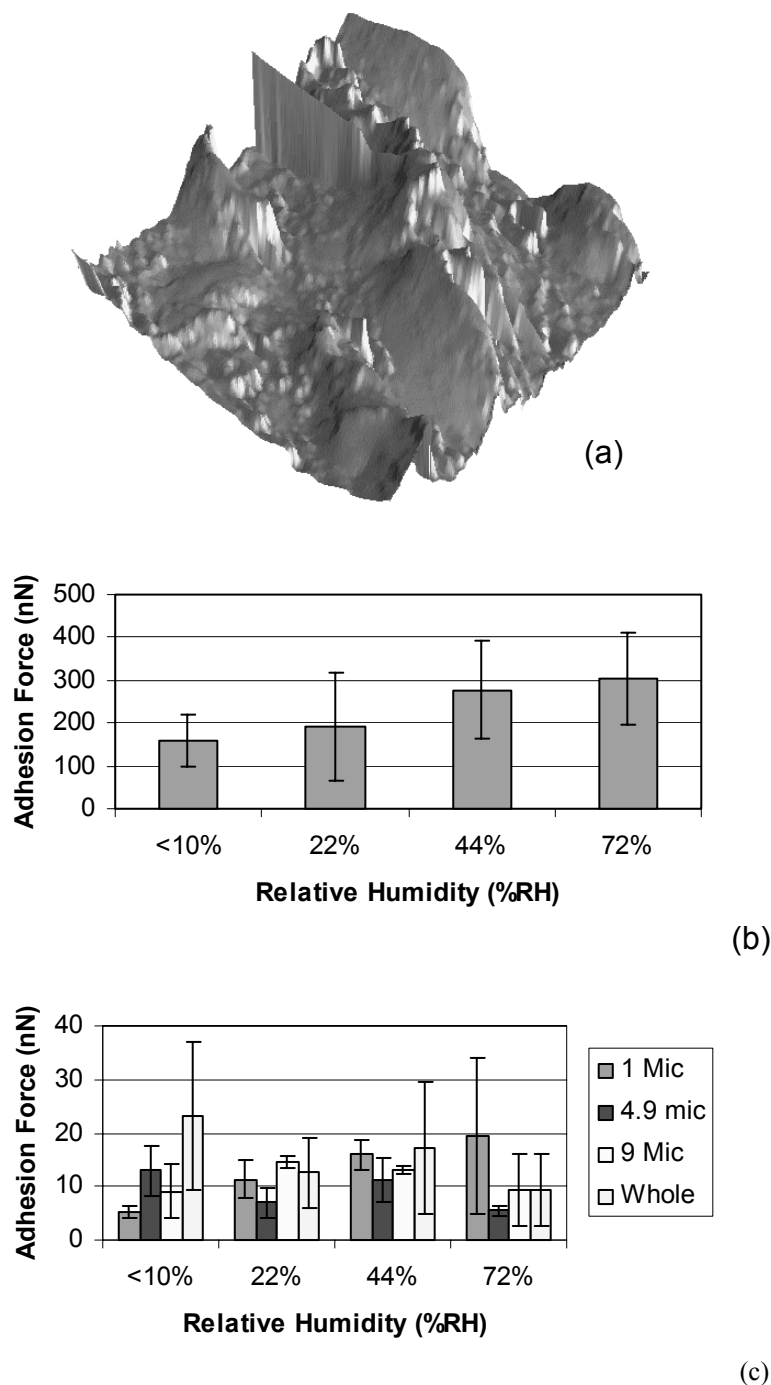 (a)
500
400
300
200
100
0
Adhesion Force (nN)
<10% 22% 44% 72%
Relative Humidity (%RH)
(b)
40
30
20
10
0
Adhesion Force (nN)
<10% 22% 44% 72%
Relative Humidity (%RH)
1 Mic
4.9 mic
9 Mic
Whole
(c)